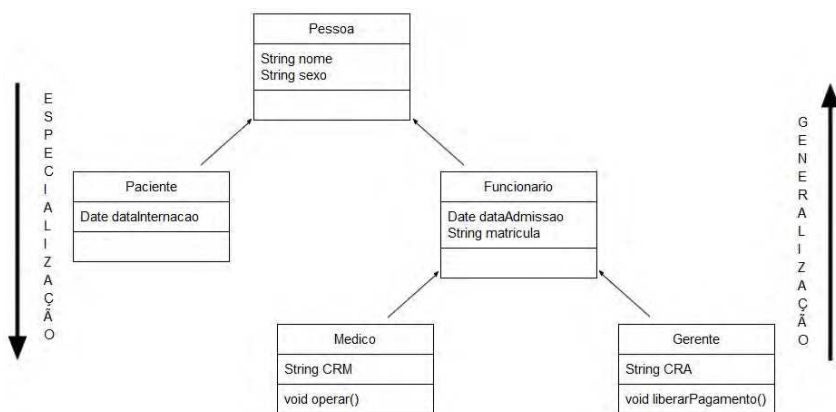 Pessoa
String nome
String sexo
ESPECIALIZAÇÃO
GENERALIZAÇÃO
Paciente
Date dataInternacao
Funcionario
Date dataAdmissao
String matricula
Medico
String CRM
void operar()
Gerente
String CRA
void liberarPagamento()